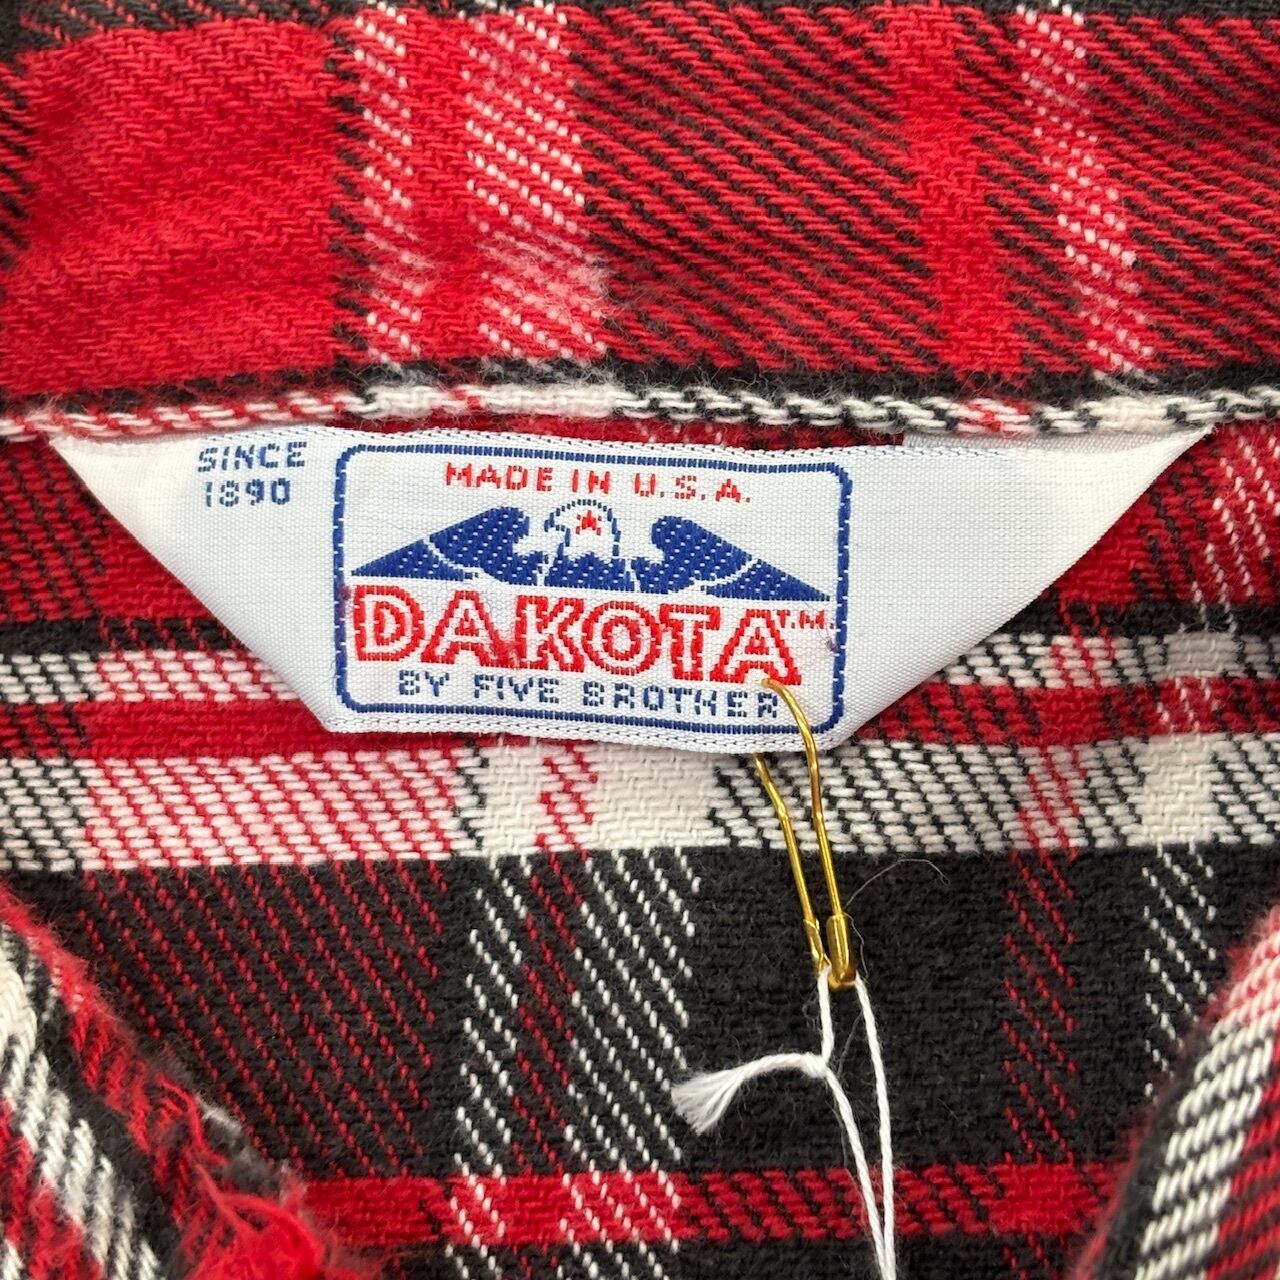 SINCE
1890
MADE IN U.S.A.
DAKOTA T.M.
BY FIVE BROTHER